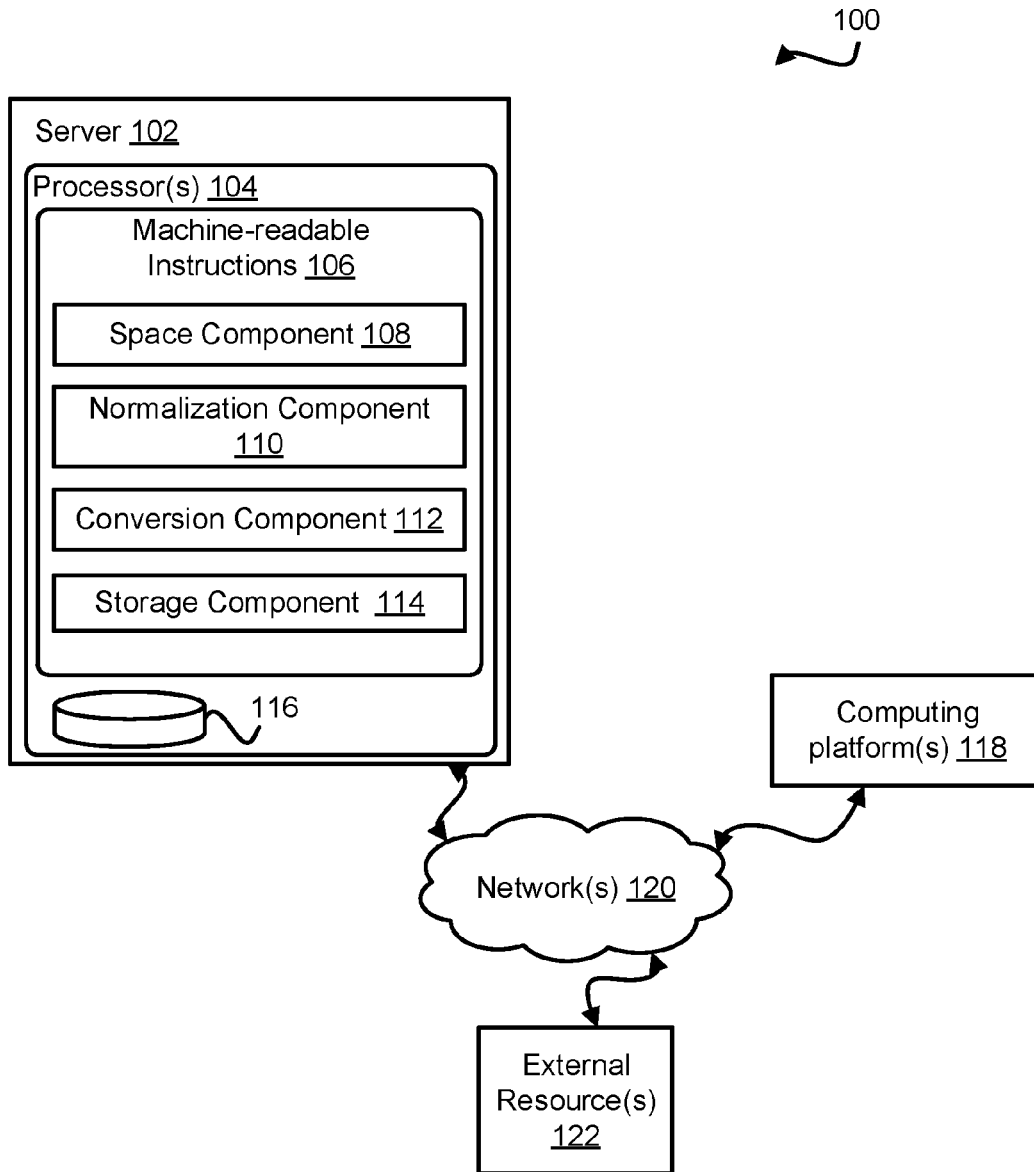 100
Server 102
Processor(s) 104
Machine-readable
Instructions 106
Space Component 108
Normalization Component
110
Conversion Component 112
Storage Component 114
116
Computing
platform(s) 118
Network(s) 120
External
Resource(s)
122